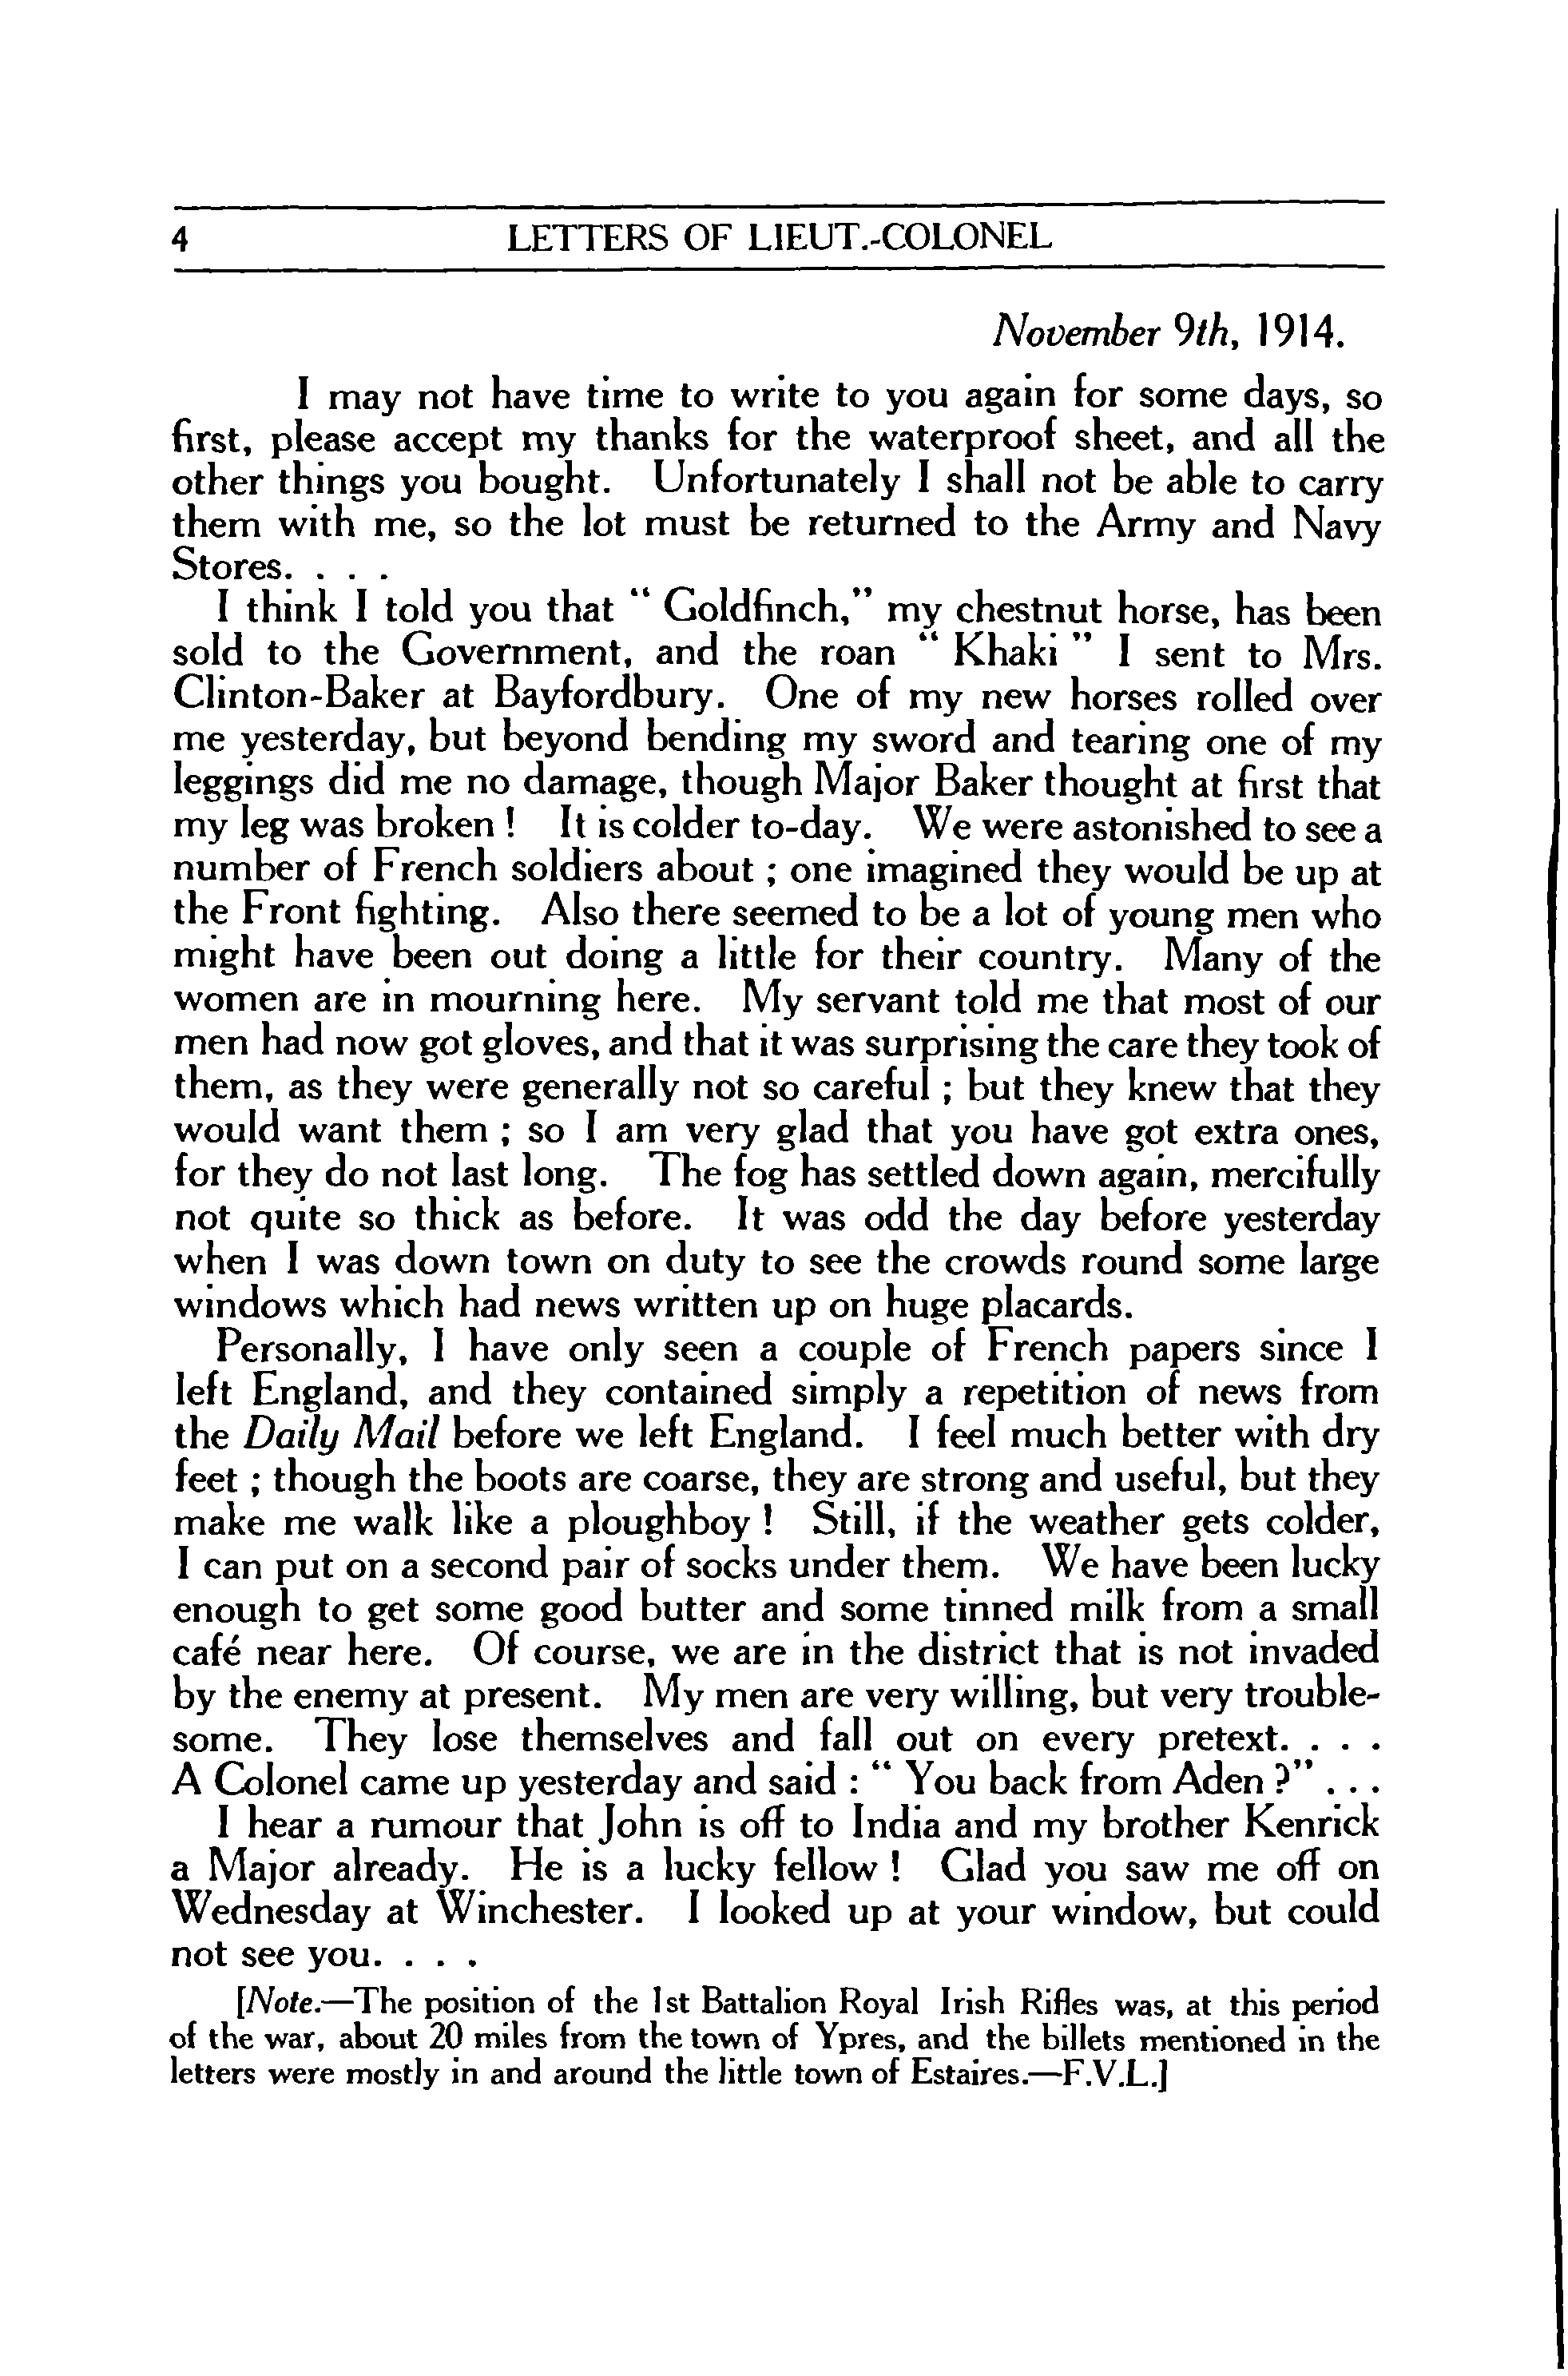 4 LETTERS OF LIEUT.-COLONEL
November 9th, 1914.
I may not have time to write to you again for some days, so
first, please accept my thanks for the waterproof sheet, and all the
other things you bought. Unfortunately I shall not be able to carry
them with me, so the lot must be returned to the Army and Navy
Stores. . . .
I think I told you that “ Goldfinch,” my chestnut horse, has been
sold to the Government, and the roan “ Khaki ” I sent to Mrs.
Clinton-Baker at Bayfordbury. One of my new horses rolled over
me yesterday, but beyond bending my sword and tearing one of my
leggings did me no damage, though Major Baker thought at first that
my leg was broken ! It is colder to-day. We were astonished to see a
number of French soldiers about ; one imagined they would be up at
the Front fighting. Also there seemed to be a lot of young men who
might have been out doing a little for their country. Many of the
women are in mourning here. My servant told me that most of our
men had now got gloves, and that it was surprising the care they took of
them, as they were generally not so careful ; but they knew that they
would want them ; so I am very glad that you have got extra ones,
for they do not last long. The fog has settled down again, mercifully
not quite so thick as before. It was odd the day before yesterday
when I was down town on duty to see the crowds round some large
windows which had news written up on huge placards.
Personally, I have only seen a couple of French papers since I
left England, and they contained simply a repetition of news from
the Daily Mail before we left England. I feel much better with dry
feet ; though the boots are coarse, they are strong and useful, but they
make me walk like a ploughboy ! Still, if the weather gets colder,
I can put on a second pair of socks under them. We have been lucky
enough to get some good butter and some tinned milk from a small
café near here. Of course, we are in the district that is not invaded
by the enemy at present. My men are very willing, but very trouble-
some. They lose themselves and fall out on every pretext. . . .
A Colonel came up yesterday and said : “ You back from Aden ?” . . .
I hear a rumour that John is off to India and my brother Kenrick
a Major already. He is a lucky fellow ! Glad you saw me off on
Wednesday at Winchester. I looked up at your window, but could
not see you. . . .
[Note.—The position of the 1st Battalion Royal Irish Rifles was, at this period
of the war, about 20 miles from the town of Ypres, and the billets mentioned in the
letters were mostly in and around the little town of Estaires.—F.V.L.]